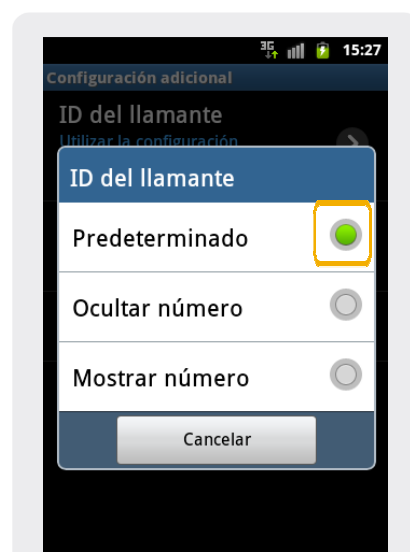 3G 15:27
Configuración adicional
ID del llamante
Utilizar la configuración
ID del llamante
Predeterminado
Ocultar número
Mostrar número
Cancelar